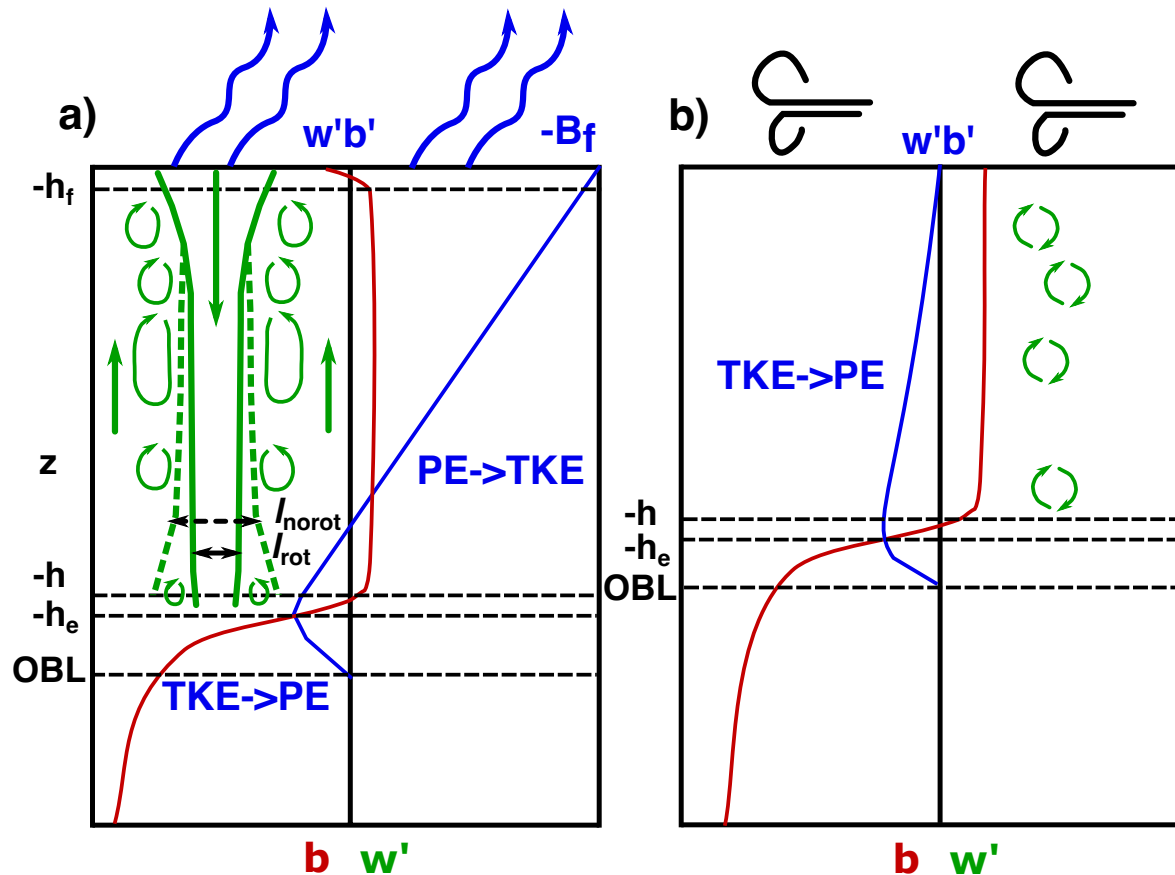 a)
w'b'
-Bf
-hf
PE->TKE
z
lnorot
lrot
-h
-he
OBL
TKE->PE
b w'
b)
w'b'
TKE->PE
-h
-he
OBL
b w'